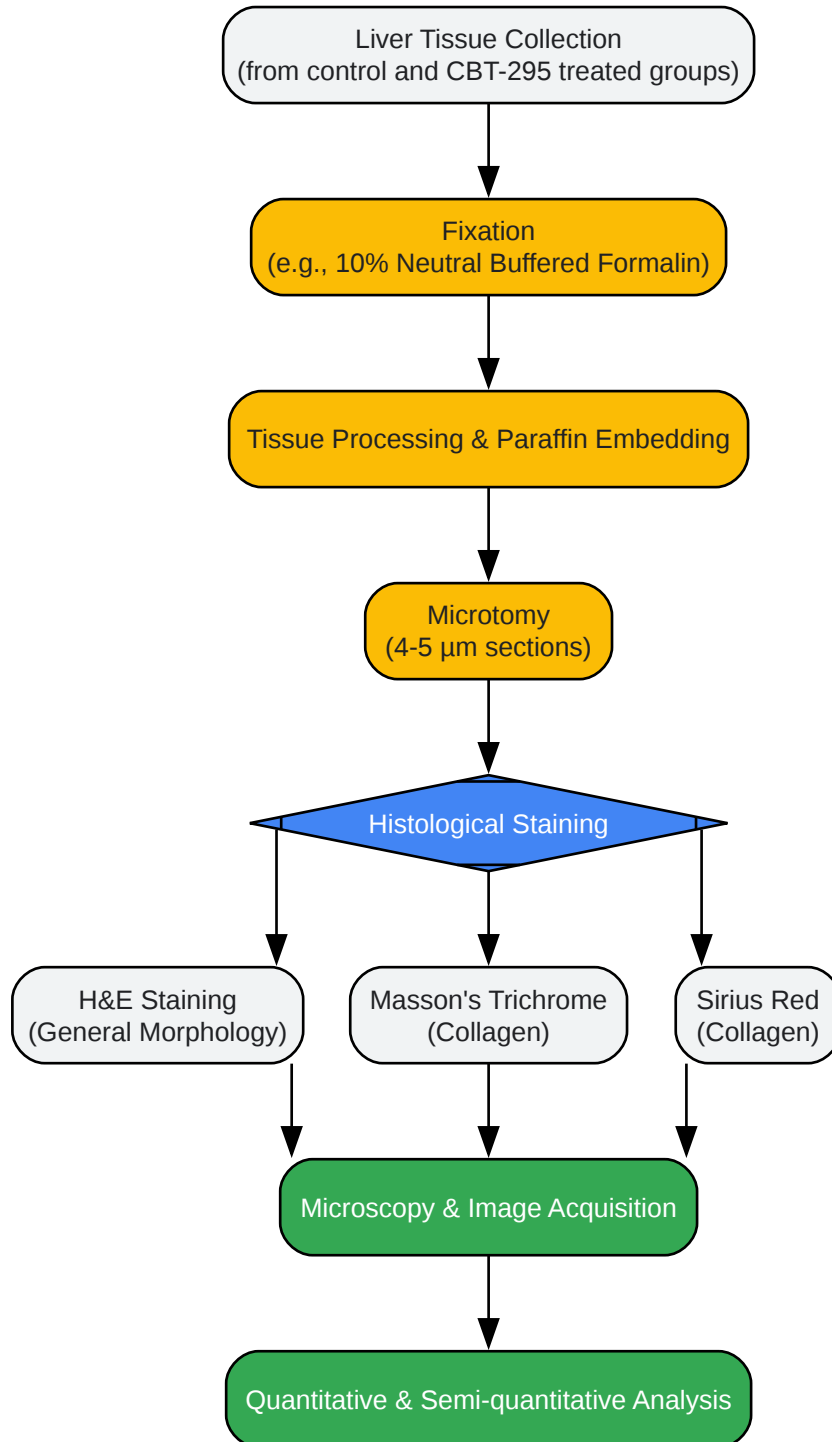 Liver Tissue Collection
(from control and CBT-295 treated groups)
Fixation
(e.g., 10% Neutral Buffered Formalin)
Tissue Processing & Paraffin Embedding
Microtomy
(4-5 µm sections)
Histological Staining
H&E Staining
(General Morphology)
Masson's Trichrome
(Collagen)
Sirius Red
(Collagen)
Microscopy & Image Acquisition
Quantitative & Semi-quantitative Analysis